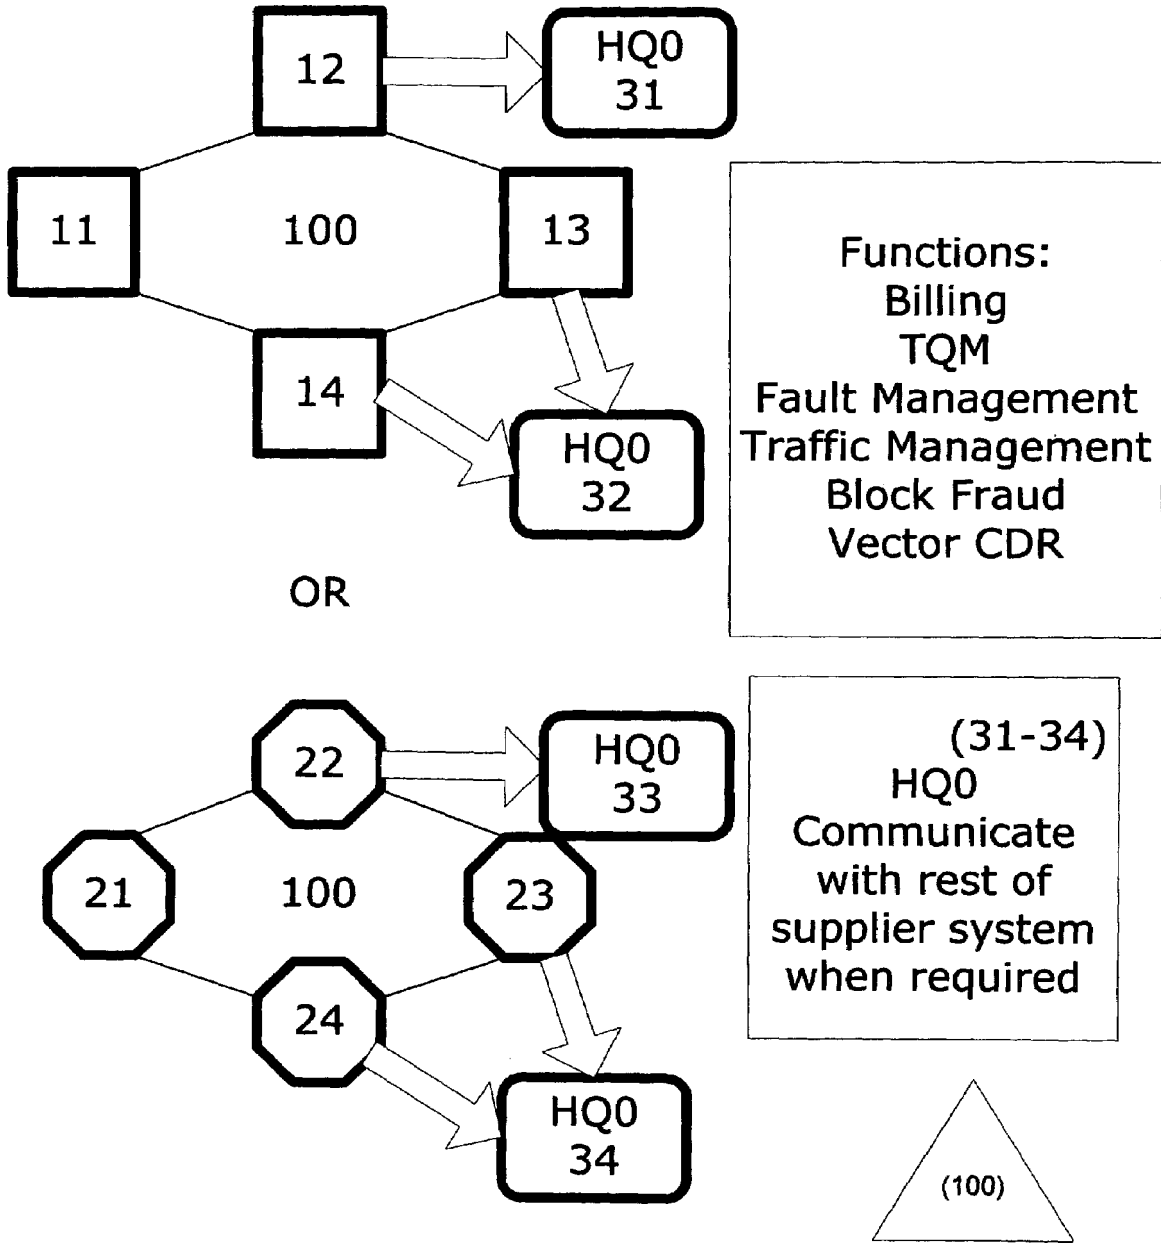 12
HQ0
31
11
100
13
14
HQ0
32
Functions:
Billing
TQM
Fault Management
Traffic Management
Block Fraud
Vector CDR
OR
22
HQ0
33
21
100
23
24
HQ0
34
(31-34)
HQ0
Communicate
with rest of
supplier system
when required
(100)